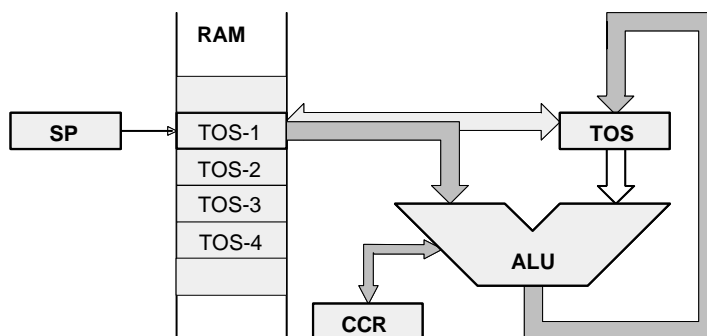 RAM
SP
TOS-1
TOS
TOS-2
TOS-3
TOS-4
ALU
CCR